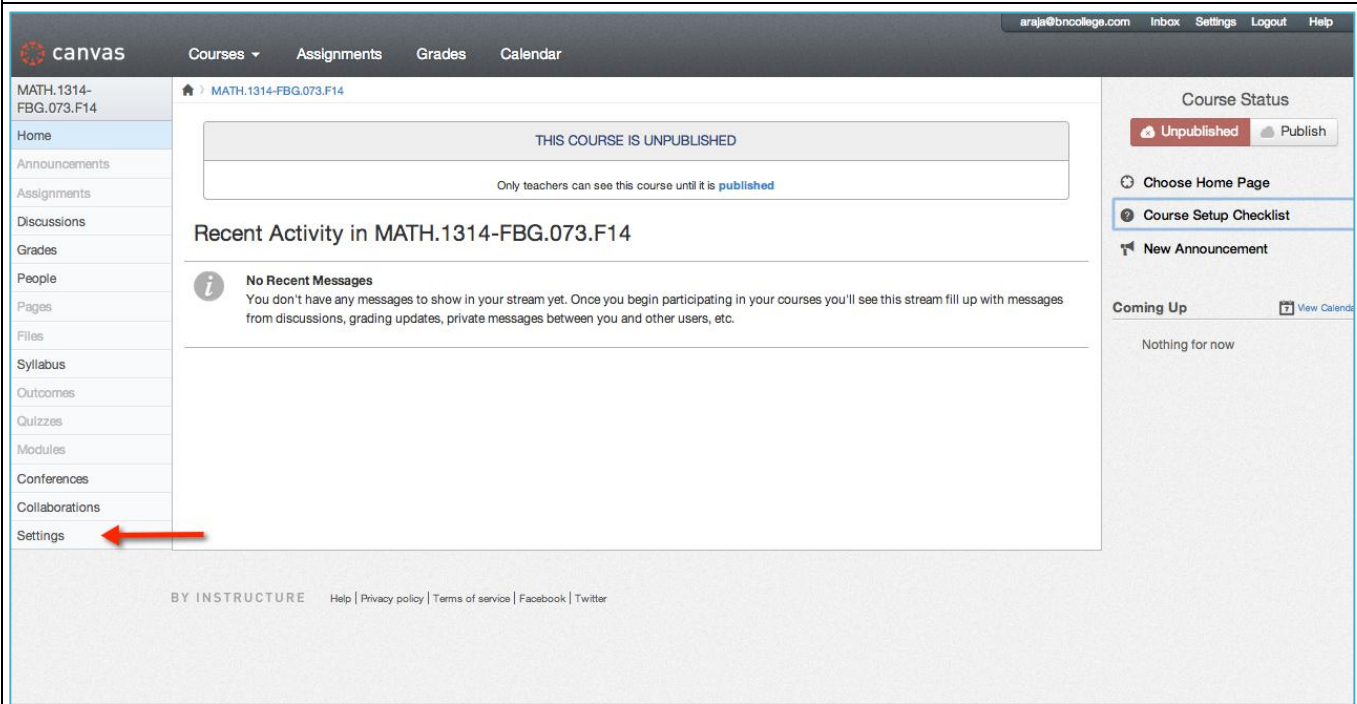 araja@bncollege.com Inbox Settings Logout Help
canvas Courses Assignments Grades Calendar
MATH.1314-
FBG.073.F14
Home
Announcements
Assignments
Discussions
Grades
People
Pages
Files
Syllabus
Outcomes
Quizzes
Modules
Conferences
Collaborations
Settings
MATH.1314-FBG.073.F14
THIS COURSE IS UNPUBLISHED
Only teachers can see this course until it is published
Recent Activity in MATH.1314-FBG.073.F14
No Recent Messages
You don't have any messages to show in your stream yet. Once you begin participating in your courses you'll see this stream fill up with messages
from discussions, grading updates, private messages between you and other users, etc.
Course Status
Unpublished Publish
Choose Home Page
Course Setup Checklist
New Announcement
Coming Up 7 View Calenda
Nothing for now
BY INSTRUCTURE Help | Privacy policy | Terms of service | Facebook | Twitter